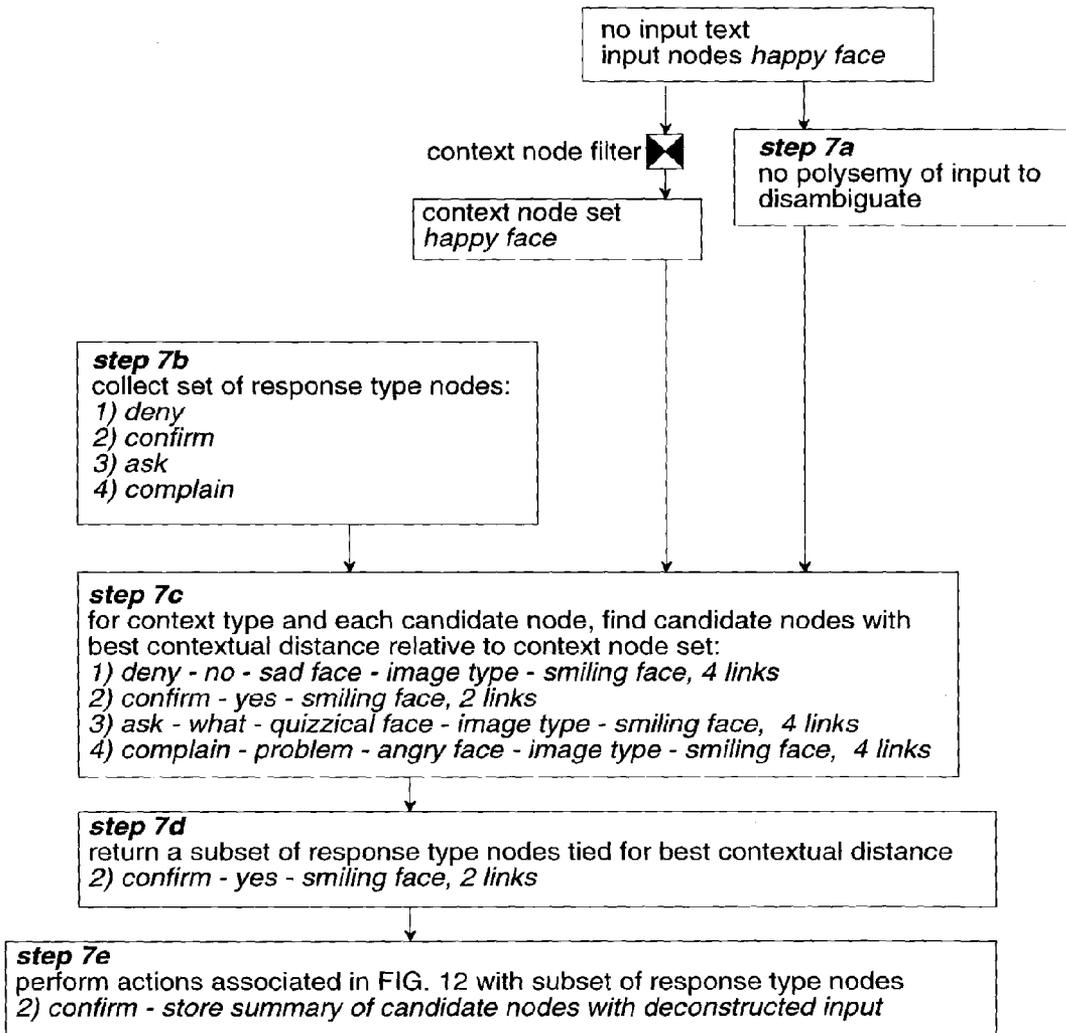 no input text
input nodes happy face
context node filter
step 7a
no polysemy of input to
disambiguate
context node set
happy face
step 7b
collect set of response type nodes:
1) deny
2) confirm
3) ask
4) complain
step 7c
for context type and each candidate node, find candidate nodes with
best contextual distance relative to context node set:
1) deny - no - sad face - image type - smiling face, 4 links
2) confirm - yes - smiling face, 2 links
3) ask - what - quizzical face - image type - smiling face, 4 links
4) complain - problem - angry face - image type - smiling face, 4 links
step 7d
return a subset of response type nodes tied for best contextual distance
2) confirm - yes - smiling face, 2 links
step 7e
perform actions associated in FIG. 12 with subset of response type nodes
2) confirm - store summary of candidate nodes with deconstructed input